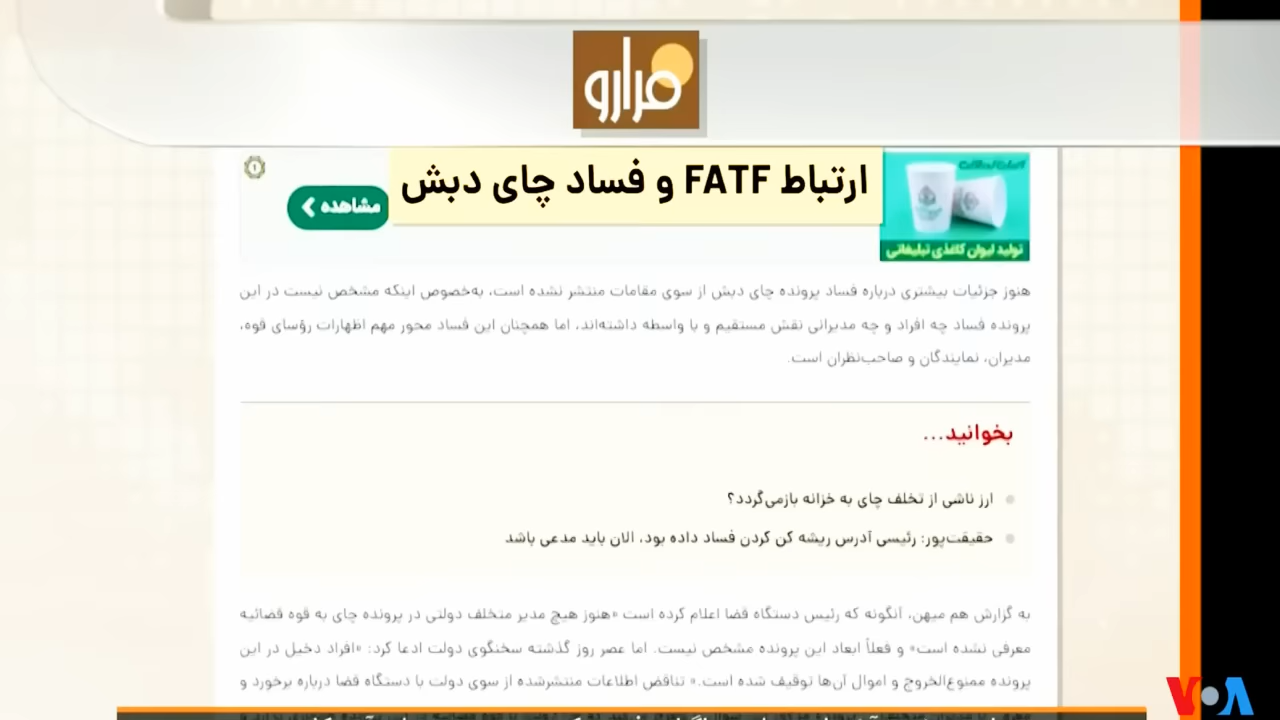 فرارو
ارتباط FATF و فساد چای دبش
مشاهده
تولید لیوان کاغذی تبلیغاتی
هنوز جزئیات بیشتری درباره فساد پرونده چای دبش از سوی مقامات منتشر نشده است، به‌خصوص اینکه مشخص نیست در این
پرونده فساد چه افراد و چه مدیرانی نقش مستقیم و با واسطه داشته‌اند، اما همچنان این فساد محور مهم اظهارات رؤسای قوه،
مدیران، نمایندگان و صاحب‌نظران است.
بخوانید...
ارز ناشی از تخلف چای به خزانه بازمی‌گردد؟
حقیقت‌پور: رئیسی آدرس ریشه کن کردن فساد داده بود، الان باید مدعی باشد
به گزارش هم میهن، آنگونه که رئیس دستگاه قضا اعلام کرده است «هنوز هیچ مدیر متخلف دولتی در پرونده چای به قوه قضائیه
معرفی نشده است» و فعلاً ابعاد این پرونده مشخص نیست. اما عصر روز گذشته سخنگوی دولت ادعا کرد: «افراد دخیل در این
پرونده ممنوع‌الخروج و اموال آن‌ها توقیف شده است.» تناقض اطلاعات منتشرشده از سوی دولت با دستگاه قضا درباره برخورد و
VOA